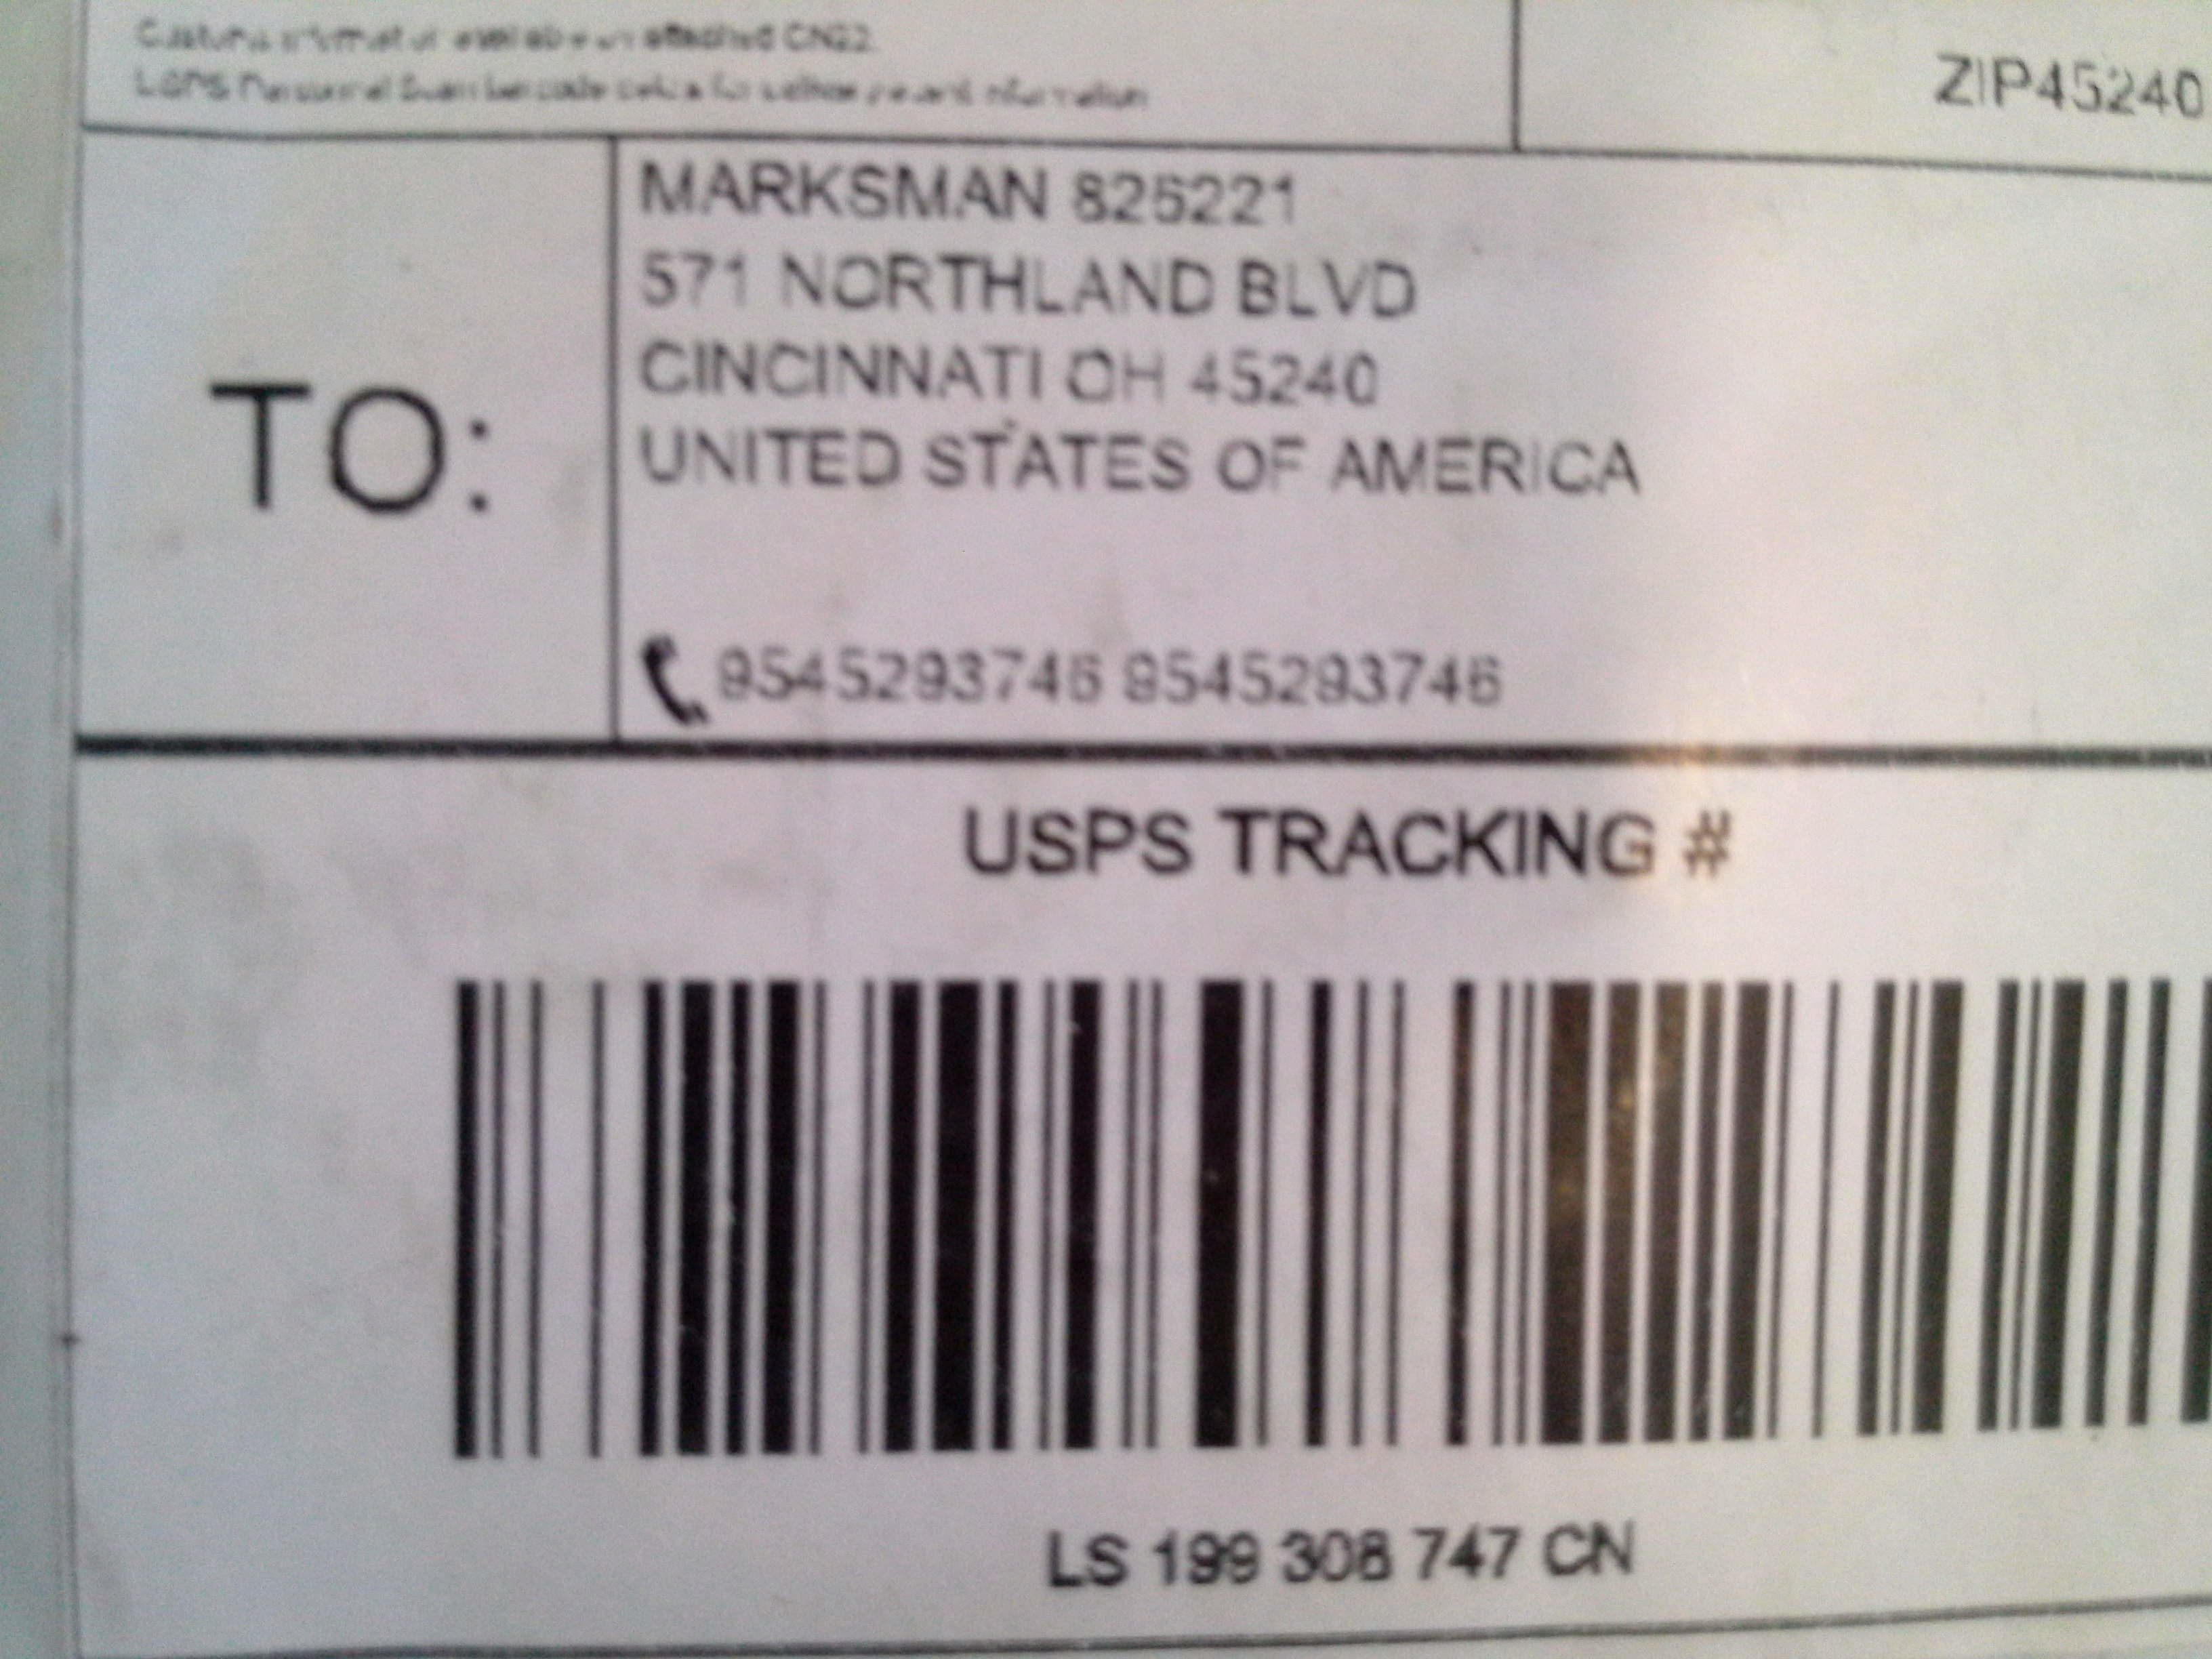 ZIP45240
MARKSMAN 825221
571 NORTHLAND BLVD
CINCINNATI OH 45240
UNITED STATES OF AMERICA
TO:
9545293746 9545293746
USPS TRACKING #
LS 199 308 747 CN